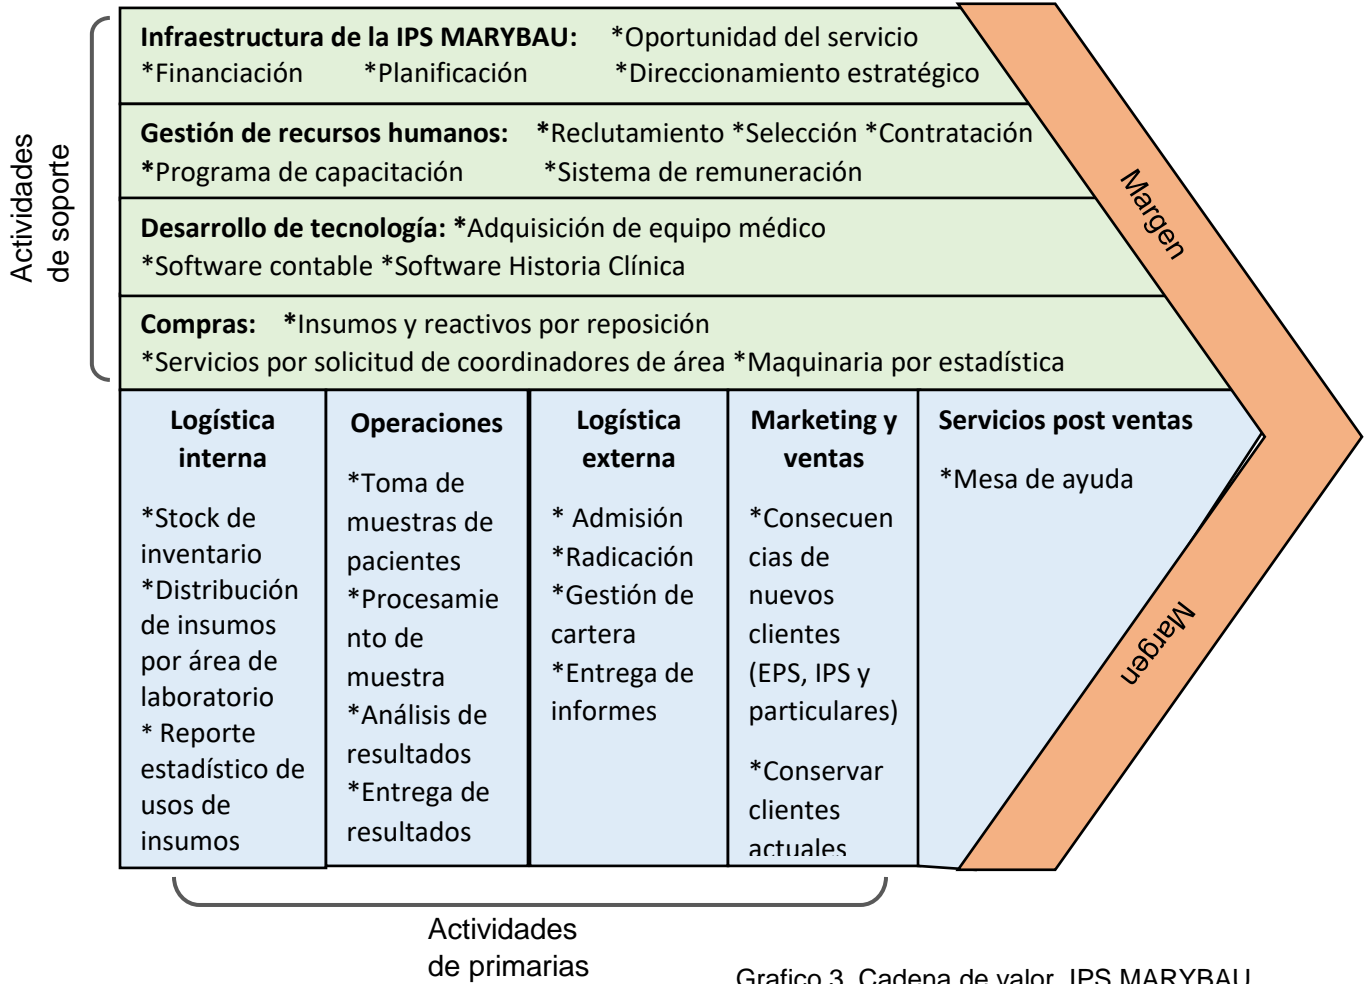 Infraestructura de la IPS MARYBAU: *Oportunidad del servicio
*Financiación *Planificación *Direccionamiento estratégico
Gestión de recursos humanos: *Reclutamiento *Selección *Contratación
*Programa de capacitación *Sistema de remuneración
Desarrollo de tecnología: *Adquisición de equipo médico
*Software contable *Software Historia Clínica
Compras: *Insumos y reactivos por reposición
*Servicios por solicitud de coordinadores de área *Maquinaria por estadística
Actividades
de soporte
Margen
Logística
interna
*Stock de
inventario
*Distribución
de insumos
por área de
laboratorio
* Reporte
estadístico de
usos de
insumos
Operaciones
*Toma de
muestras de
pacientes
*Procesamie
nto de
muestra
*Análisis de
resultados
*Entrega de
resultados
Logística
externa
* Admisión
*Radicación
*Gestión de
cartera
*Entrega de
informes
Marketing y
ventas
*Consecuen
cias de
nuevos
clientes
(EPS, IPS y
particulares)
*Conservar
clientes
actuales
Servicios post ventas
*Mesa de ayuda
Margen
Actividades
de primarias
Grafico 3. Cadena de valor IPS MARYBAU